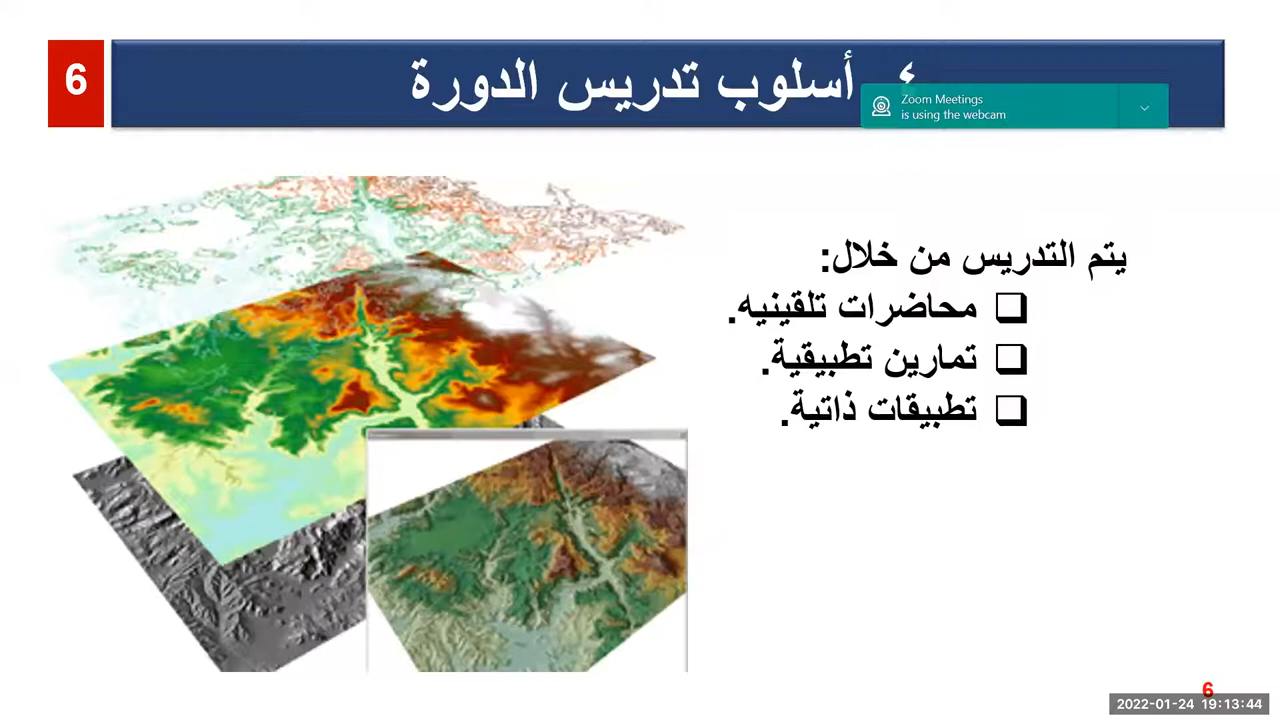 6
أسلوب تدريس الدورة
Zoom Meetings
is using the webcam
يتم التدريس من خلال:
محاضرات تلقينيه.
تمارين تطبيقية.
تطبيقات ذاتية.
6
2022-01-24 19:13:44